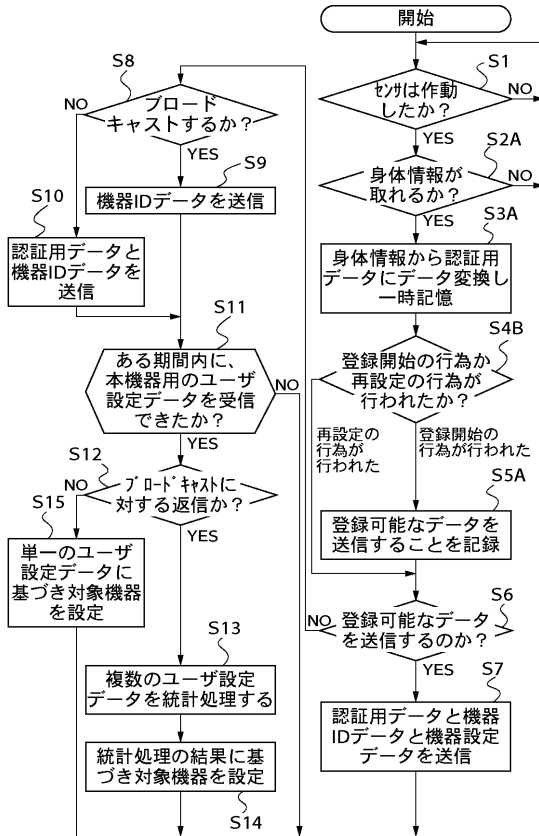 開始
S1
センサは作動
したか?
NO
YES
S2A
身体情報が
取れるか?
NO
YES
S3A
身体情報から認証用
データにデータ変換し
一時記憶
S4B
登録開始の行為か
再設定の行為が
行われたか?
再設定の
行為が
行われた
登録開始の
行為が行われた
S5A
登録可能なデータを
送信することを記録
S6
登録可能なデータ
を送信するのか?
NO
YES
S7
認証用データと機器
IDデータと機器設定
データを送信
S8
ブロード
キャストするか?
NO
YES
S9
機器IDデータを送信
S10
認証用データと
機器IDデータを
送信
S11
ある期間内に、
本機器用のユーザ
設定データを受信
できたか?
NO
YES
S12
ブロードキャストに
対する返信か?
NO
YES
S15
単一のユーザ
設定データに
基づき対象機器
を設定
S13
複数のユーザ設定
データを統計処理する
統計処理の結果に基
づき対象機器を設定
S14